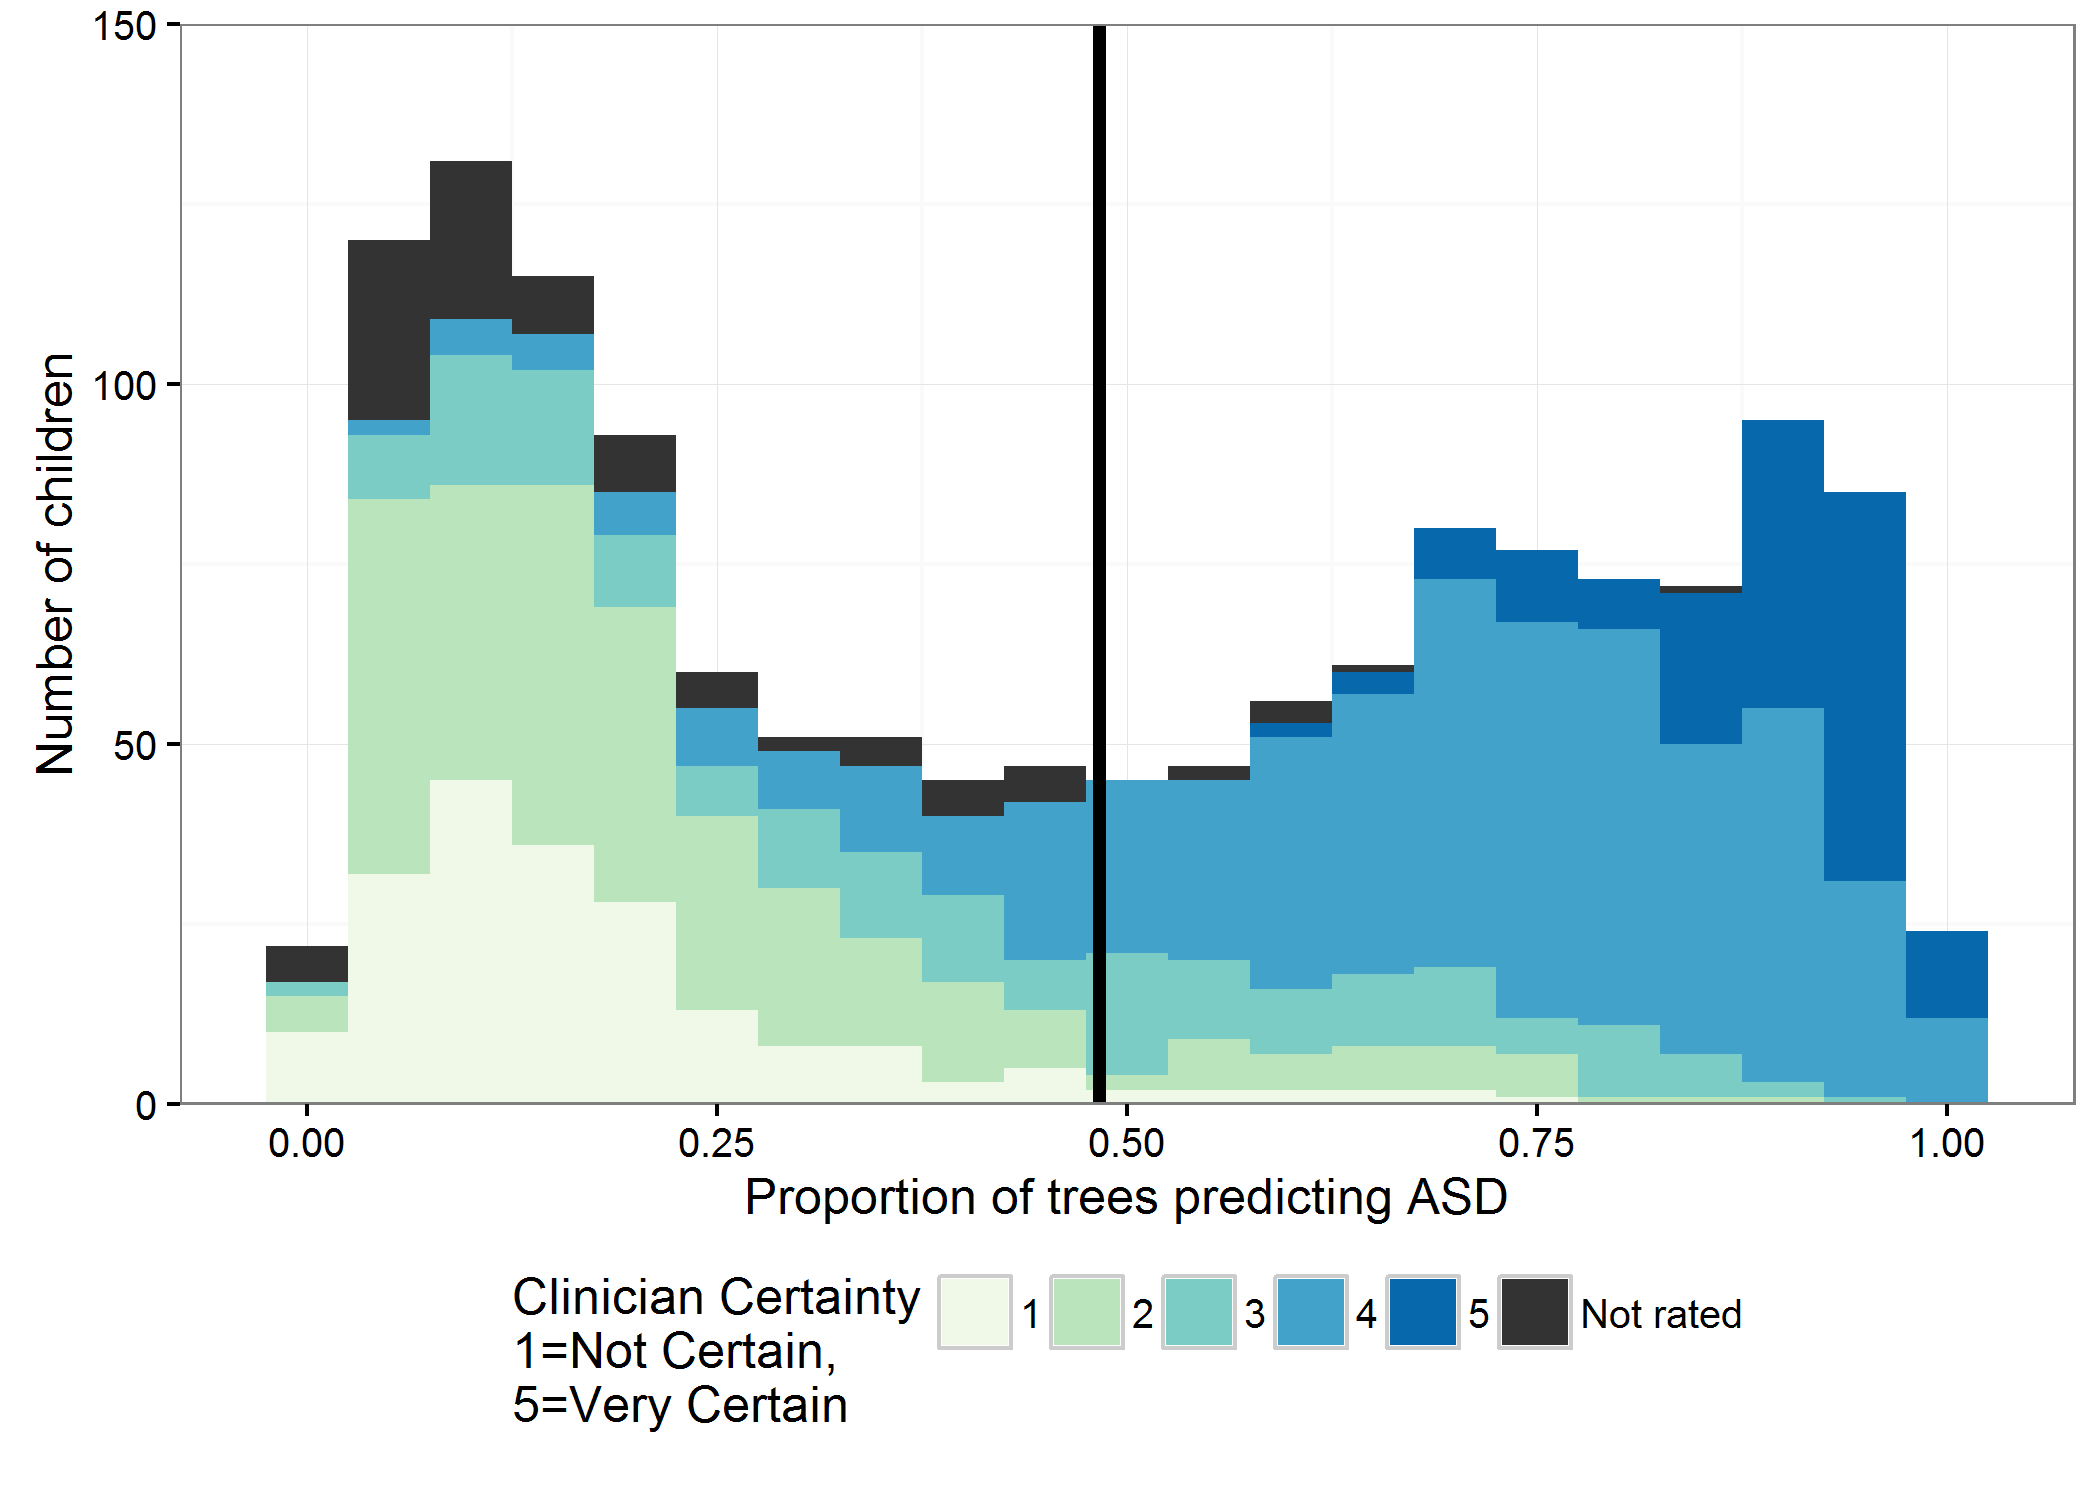 150
100
50
0
Number of children
0.00 0.25 0.50 0.75 1.00
Proportion of trees predicting ASD
Clinician Certainty
1=Not Certain,
5=Very Certain
1 2 3 4 5 Not rated